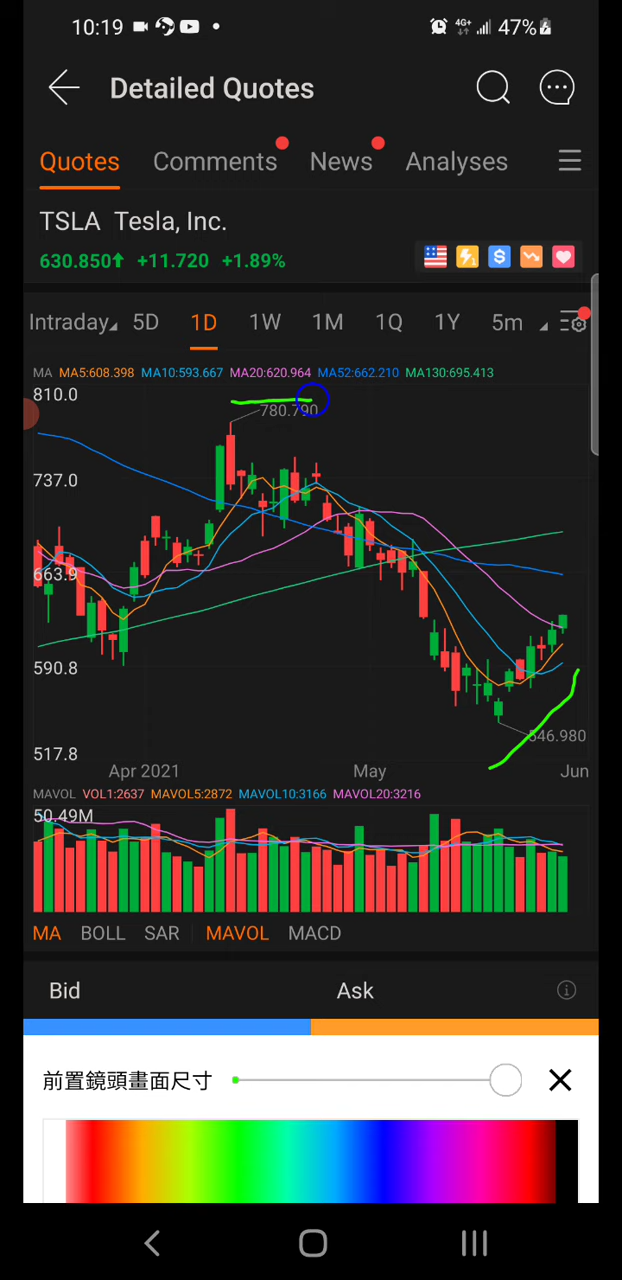 10:19 4G+ 47%
Detailed Quotes
Quotes Comments News Analyses
TSLA Tesla, Inc.
630.850↑ +11.720 +1.89%
Intraday 5D 1D 1W 1M 1Q 1Y 5m
MA MA5:608.398 MA10:593.667 MA20:620.964 MA52:662.210 MA130:695.413
810.0
780.790
737.0
663.9
590.8
546.980
517.8
Apr 2021 May Jun
MAVOL VOL1:2637 MAVOL5:2872 MAVOL10:3166 MAVOL20:3216
50.49M
MA BOLL SAR MAVOL MACD
Bid Ask
前置鏡頭畫面尺寸